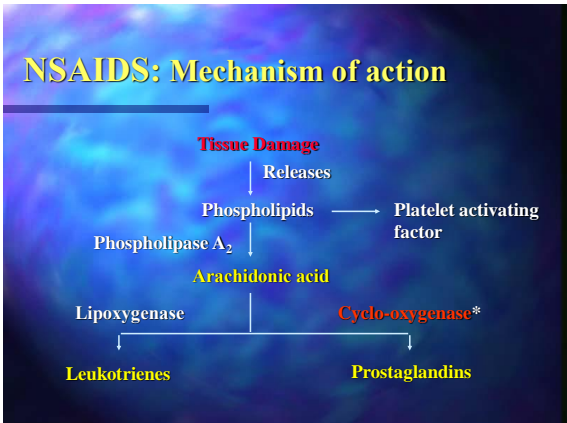 NSAIDS: Mechanism of action
Tissue Damage
Releases
Phospholipids
Platelet activating
factor
Phospholipase A₂
Arachidonic acid
Lipoxygenase
Cyclo-oxygenase*
Leukotrienes
Prostaglandins